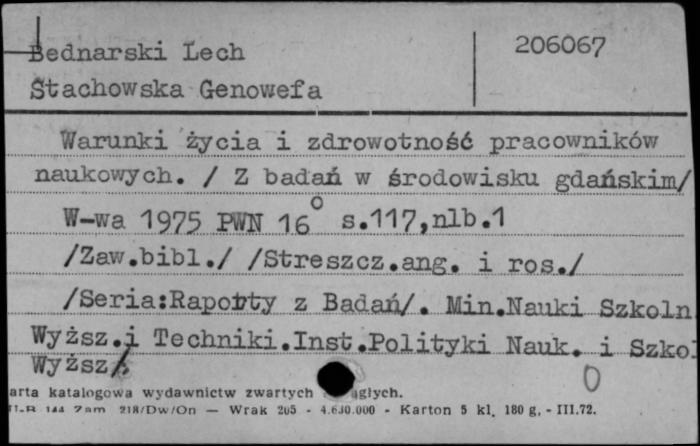 Bednarski Lech
206067
Stachowska Genowefa
Warunki życia i zdrowotność pracowników
naukowych. / Z badań w środowisku gdańskim/
W-wa 1975 PWN 16° s.117,nlb.1
/Zaw.bibl./ /Streszcz.ang. i ros./
/Seria:Raporty z Badań/. Min.Nauki Szkoln
Wyższ.i Techniki.Inst.Polityki Nauk. i Szko
Wyższ/.
arta katalogowa wydawnictw zwartych głych.
144 Zam 218/Dw/On — Wrak 205 - 4.630.000 - Karton 5 kl. 180 g. - III.72.
0